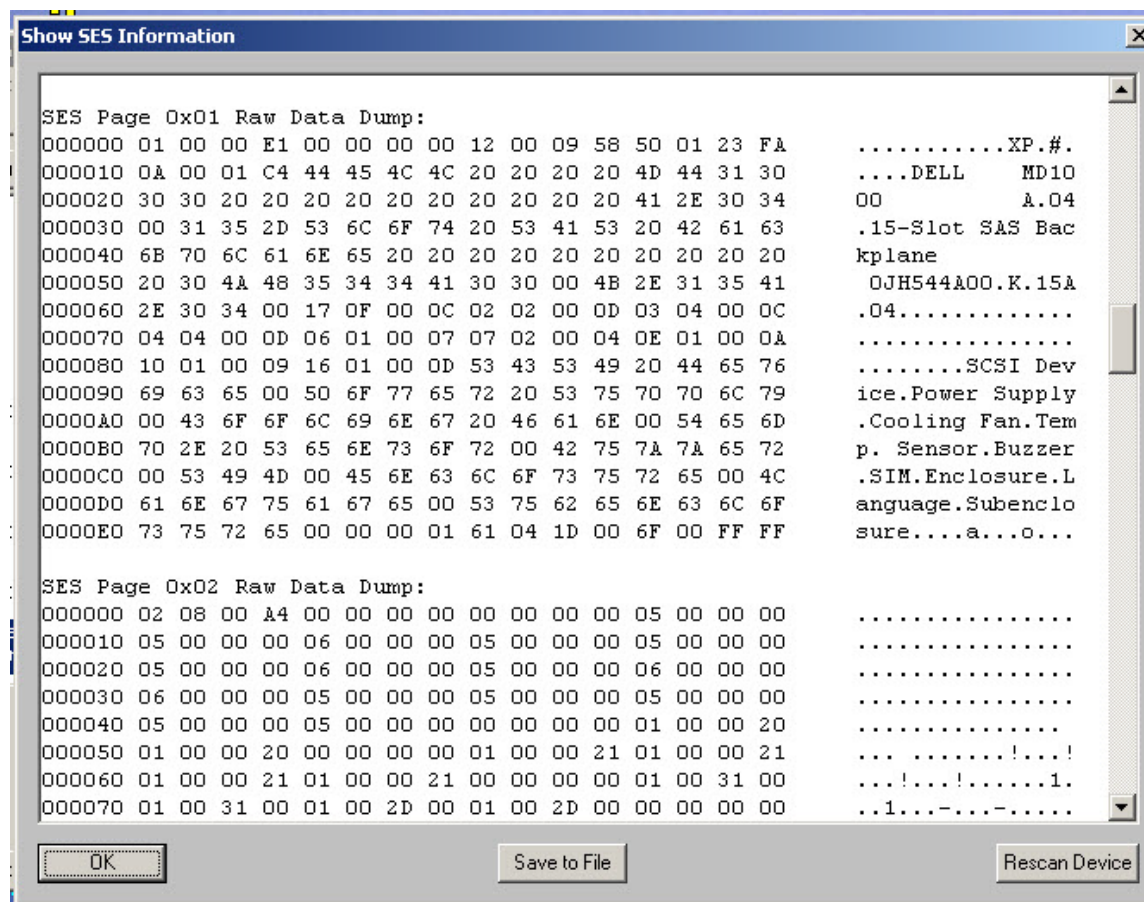 Show SES Information
SES Page 0x01 Raw Data Dump:
000000 01 00 00 E1 00 00 00 00 12 00 09 58 50 01 23 FA ...........XP.#.
000010 0A 00 01 C4 44 45 4C 4C 20 20 20 20 4D 44 31 30 ....DELL    MD10
000020 30 30 20 20 20 20 20 20 20 20 20 20 41 2E 30 34 00          A.04
000030 00 31 35 2D 53 6C 6F 74 20 53 41 53 20 42 61 63 .15-Slot SAS Bac
000040 6B 70 6C 61 6E 65 20 20 20 20 20 20 20 20 20 20 kplane
000050 20 30 4A 48 35 34 34 41 30 30 00 4B 2E 31 35 41  0JH544A00.K.15A
000060 2E 30 34 00 17 0F 00 0C 02 02 00 0D 03 04 00 0C .04.............
000070 04 04 00 0D 06 01 00 07 07 02 00 04 0E 01 00 0A ................
000080 10 01 00 09 16 01 00 0D 53 43 53 49 20 44 65 76 ........SCSI Dev
000090 69 63 65 00 50 6F 77 65 72 20 53 75 70 70 6C 79 ice.Power Supply
0000A0 00 43 6F 6F 6C 69 6E 67 20 46 61 6E 00 54 65 6D .Cooling Fan.Tem
0000B0 70 2E 20 53 65 6E 73 6F 72 00 42 75 7A 7A 65 72 p. Sensor.Buzzer
0000C0 00 53 49 4D 00 45 6E 63 6C 6F 73 75 72 65 00 4C .SIM.Enclosure.L
0000D0 61 6E 67 75 61 67 65 00 53 75 62 65 6E 63 6C 6F anguage.Subenclo
0000E0 73 75 72 65 00 00 00 01 61 04 1D 00 6F 00 FF FF sure....a...o...
SES Page 0x02 Raw Data Dump:
000000 02 08 00 A4 00 00 00 00 00 00 00 00 05 00 00 00 ................
000010 05 00 00 00 06 00 00 00 05 00 00 00 05 00 00 00 ................
000020 05 00 00 00 06 00 00 00 05 00 00 00 06 00 00 00 ................
000030 06 00 00 00 05 00 00 00 05 00 00 00 05 00 00 00 ................
000040 05 00 00 00 05 00 00 00 00 00 00 00 01 00 00 20 ...............
000050 01 00 00 20 00 00 00 00 01 00 00 21 01 00 00 21 ... .......!...!
000060 01 00 00 21 01 00 00 21 00 00 00 00 01 00 31 00 ...!...!......1.
000070 01 00 31 00 01 00 2D 00 01 00 2D 00 00 00 00 00 ..1...-...-.....
OK
Save to File
Rescan Device